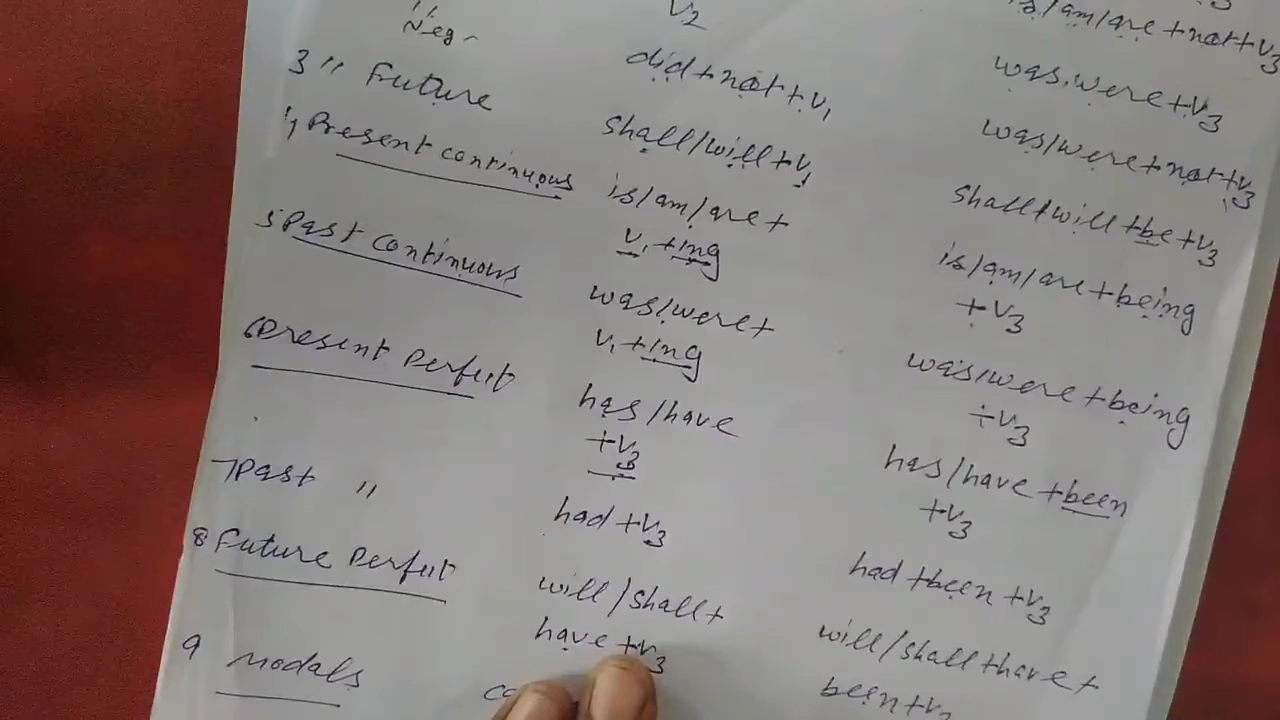 " Neg
V2
is/am/are+not+V3
3 " Future
did+not+V1
was/were+V3
4 Present continuous
shall/will+V1
was/were+not+V3
5 Past continuous
is/am/are+
V1+ing
shall+will+be+V3
is/am/are+being
+V3
6 Present Perfect
was/were+
V1+ing
was/were+being
+V3
has/have
+V3
has/have+been
+V3
7 Past "
had+V3
had+been+V3
8 Future Perfect
will/shall+
have+V3
will/shall+have+
been+V3
9 Modals